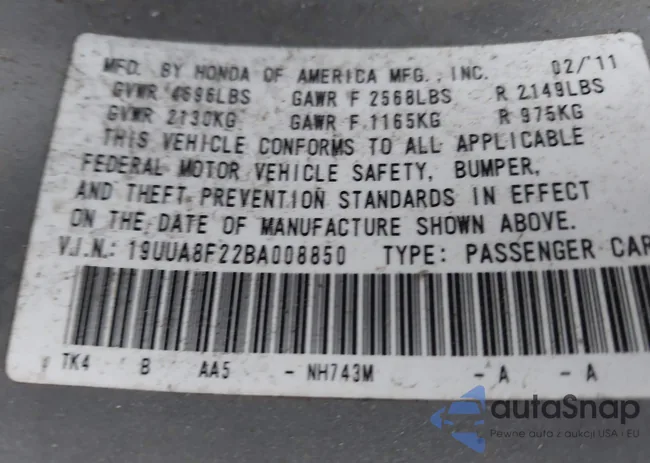 MFD. BY HONDA OF AMERICA MFG., INC. 02/'11
GVWR 4696LBS GAWR F 2568LBS R 2149LBS
GVWR 2130KG GAWR F 1165KG R 975KG
THIS VEHICLE CONFORMS TO ALL APPLICABLE
FEDERAL MOTOR VEHICLE SAFETY, BUMPER,
AND THEFT PREVENTION STANDARDS IN EFFECT
ON THE DATE OF MANUFACTURE SHOWN ABOVE.
V.I.N.: 19UUA8F22BA008850 TYPE: PASSENGER CAR
TK4 B AA5 - NH743M - A - A
autaSnap
Pewne auta z aukcji USA - EU